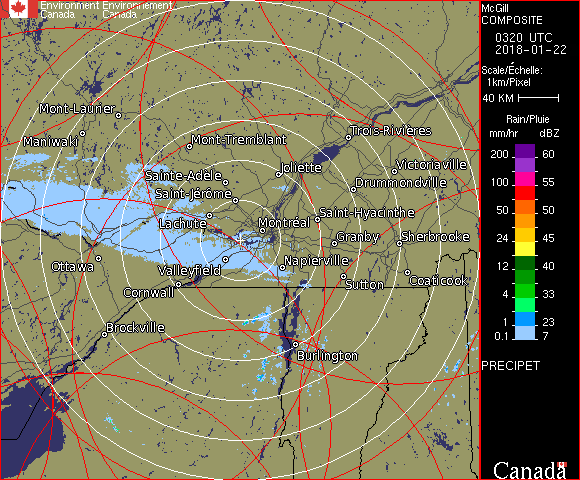 Environment Environnement
Canada Canada
McGill
COMPOSITE
0320 UTC
2018-01-22
Scale/Échelle:
1km/Pixel
40 KM
Rain/Pluie
mm/hr dBZ
200 60
100 55
50 50
24 45
12 40
4 33
1 23
0.1 7
PRECIPET
Canada
Mont-Laurier
Maniwaki
Mont-Tremblant
Trois-Rivières
Joliette
Victoriaville
Sainte-Adèle
Drummondville
Saint-Jérôme
Saint-Hyacinthe
Lachute
Montréal
Granby
Sherbrooke
Ottawa
Valleyfield
Napierville
Sutton
Coaticook
Cornwall
Brockville
Burlington